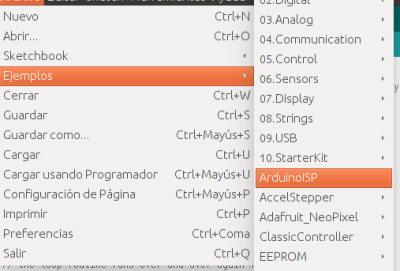 Nuevo Ctrl+N
Abrir... Ctrl+O
Sketchbook
Ejemplos
Cerrar Ctrl+W
Guardar Ctrl+S
Guardar como... Ctrl+Mayús+S
Cargar Ctrl+U
Cargar usando Programador Ctrl+Mayús+U
Configuración de Página Ctrl+Mayús+P
Imprimir Ctrl+P
Preferencias Ctrl+Coma
Salir Ctrl+Q
02.Digital
03.Analog
04.Communication
05.Control
06.Sensors
07.Display
08.Strings
09.USB
10.StarterKit
ArduinoISP
AccelStepper
Adafruit_NeoPixel
ClassicController
EEPROM
// the loop routine runs over and over again